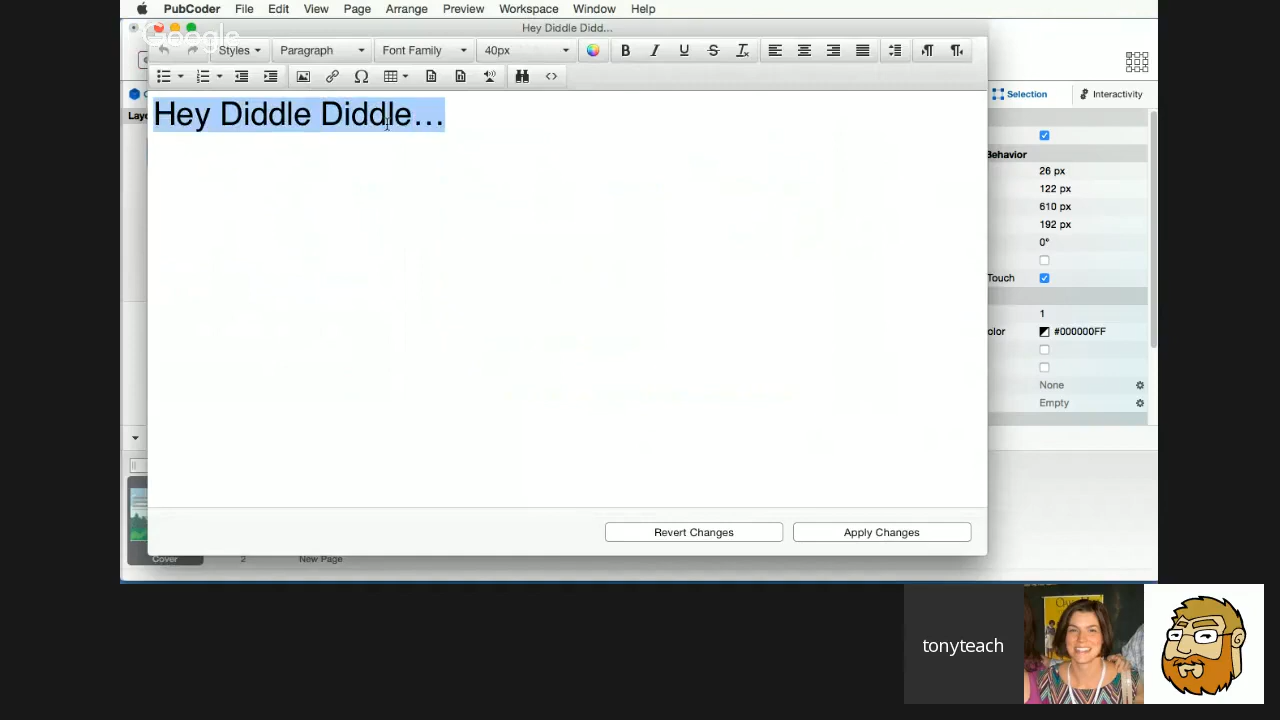 PubCoder File Edit View Page Arrange Preview Workspace Window Help
Hey Diddle Didd...
Google
Styles Paragraph Font Family 40px
Selection Interactivity
Hey Diddle Diddle...
Behavior
26 px
122 px
610 px
192 px
0°
Touch
1
olor #000000FF
None
Empty
Revert Changes Apply Changes
Cover 2 New Page
tonyteach